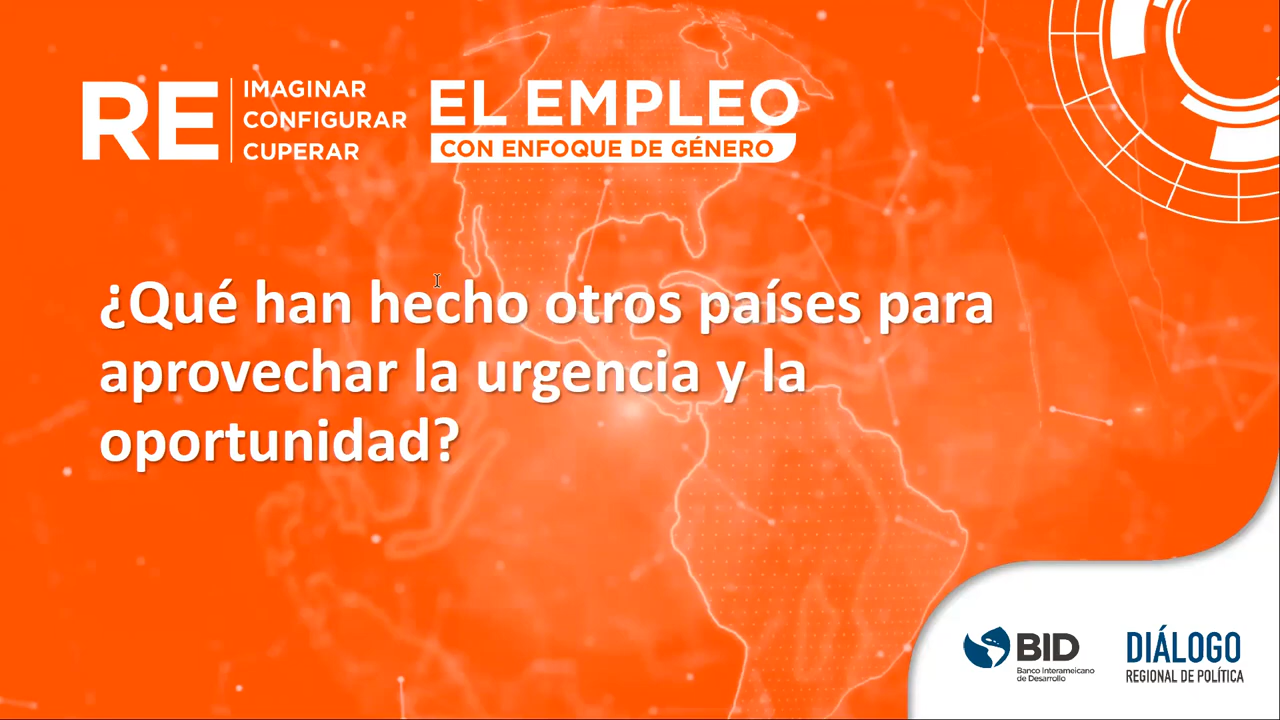 RE
IMAGINAR
CONFIGURAR
CUPERAR
EL EMPLEO
CON ENFOQUE DE GÉNERO
¿Qué han hecho otros países para
aprovechar la urgencia y la
oportunidad?
BID
Banco Interamericano
de Desarrollo
DIÁLOGO
REGIONAL DE POLÍTICA